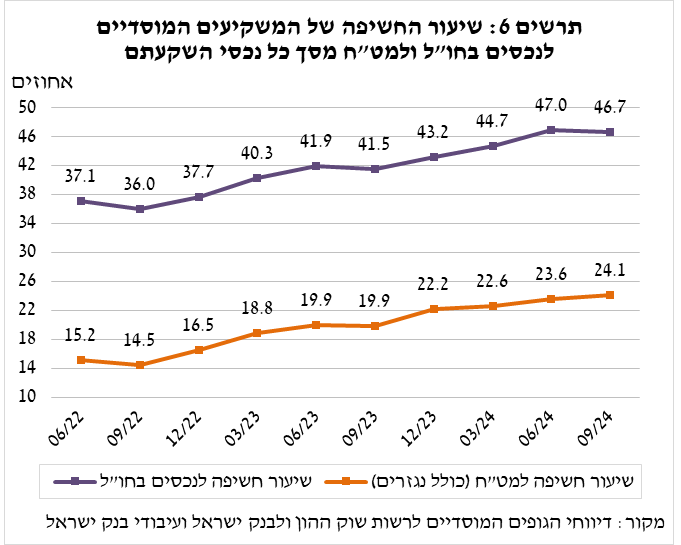 תרשים 6: שיעור החשיפה של המשקיעים המוסדיים
לנכסים בחו"ל ולמט"ח מסך כל נכסי השקעתם
אחוזים
50
46
42
38
34
30
26
22
18
14
10
37.1 36.0 37.7 40.3 41.9 41.5 43.2 44.7 47.0 46.7
15.2 14.5 16.5 18.8 19.9 19.9 22.2 22.6 23.6 24.1
06/22 09/22 12/22 03/23 06/23 09/23 12/23 03/24 06/24 09/24
שיעור חשיפה למט"ח (כולל נגזרים) שיעור חשיפה לנכסים בחו"ל
מקור: דיווחי הגופים המוסדיים לרשות שוק ההון ולבנק ישראל ועיבודי בנק ישראל